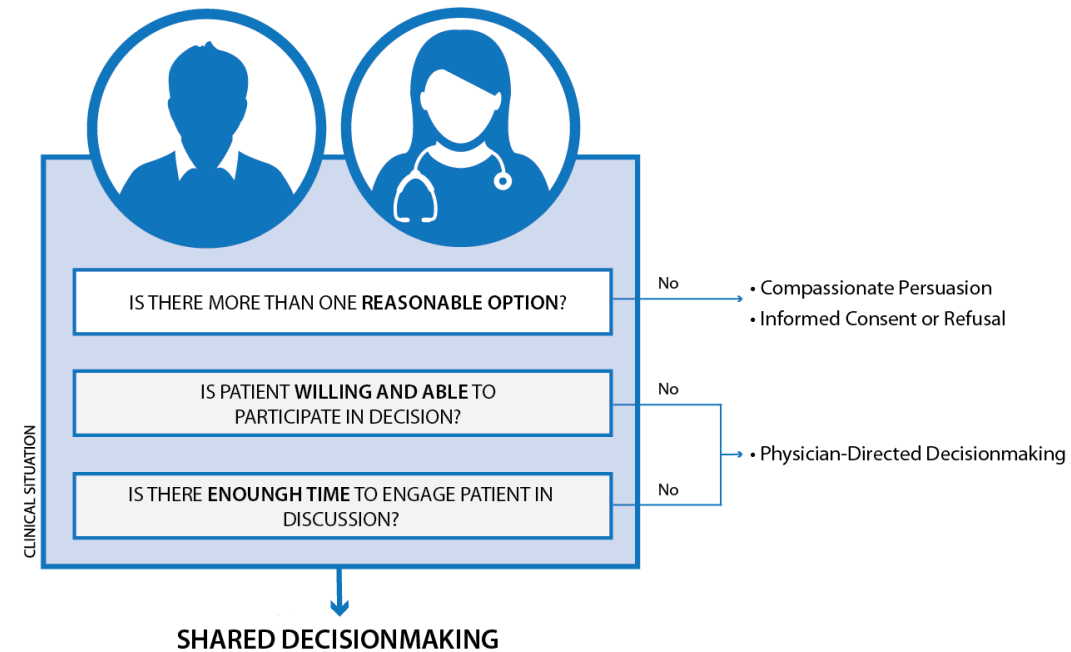 IS THERE MORE THAN ONE REASONABLE OPTION?
No
• Compassionate Persuasion
• Informed Consent or Refusal
IS PATIENT WILLING AND ABLE TO
PARTICIPATE IN DECISION?
No
• Physician-Directed Decisionmaking
IS THERE ENOUNGH TIME TO ENGAGE PATIENT IN
DISCUSSION?
No
CLINICAL SITUATION
SHARED DECISIONMAKING